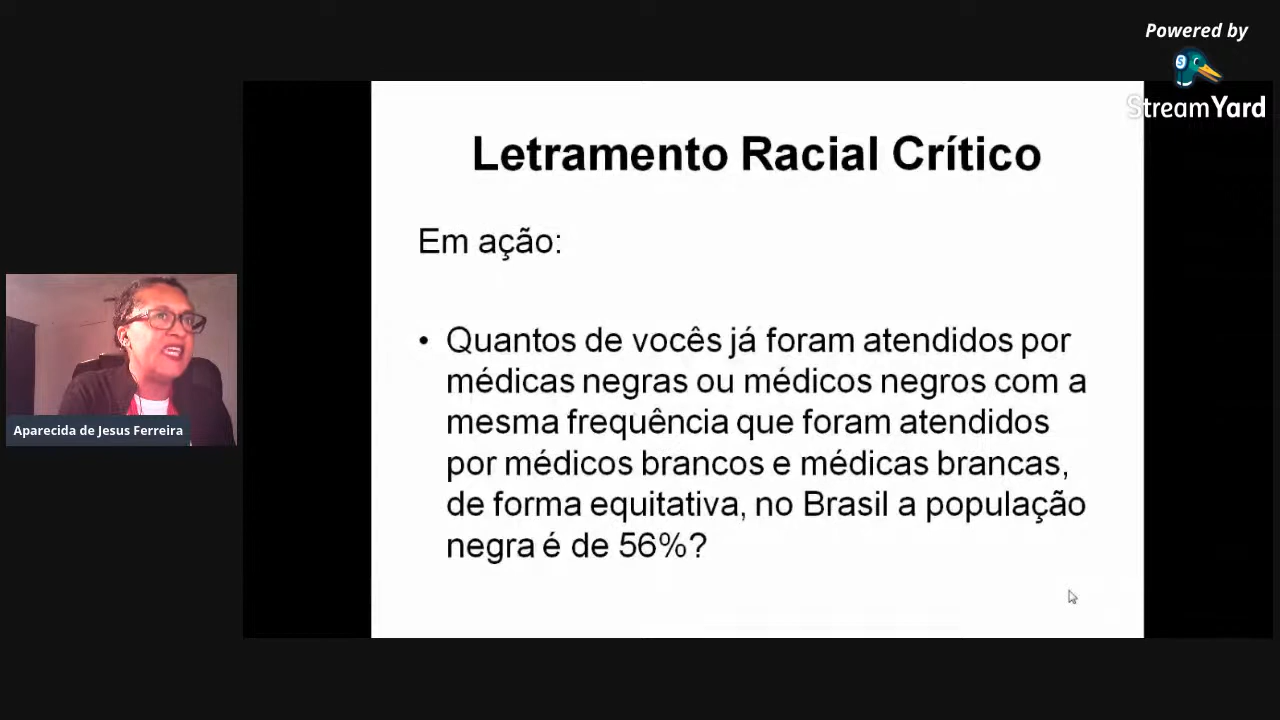 Powered by
StreamYard
Letramento Racial Crítico
Em ação:
• Quantos de vocês já foram atendidos por
médicas negras ou médicos negros com a
mesma frequência que foram atendidos
por médicos brancos e médicas brancas,
de forma equitativa, no Brasil a população
negra é de 56%?
Aparecida de Jesus Ferreira